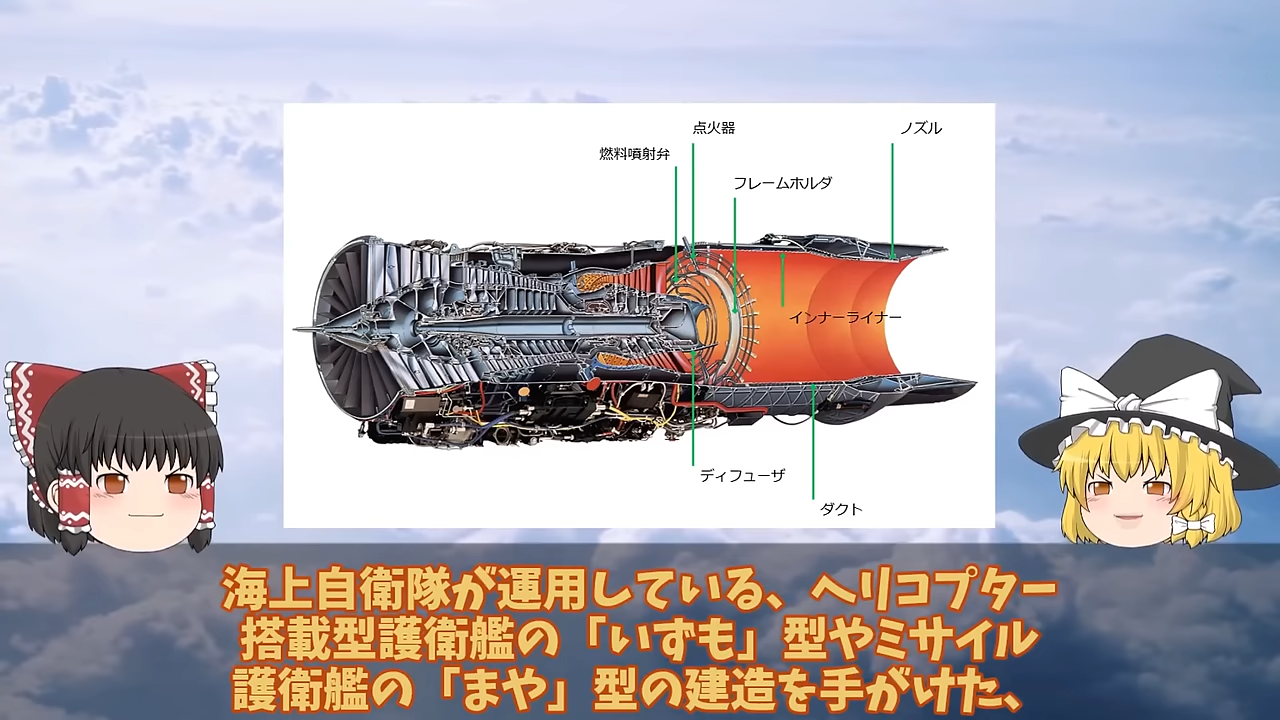 点火器
ノズル
燃料噴射弁
フレームホルダ
インナーライナー
ディフューザ
ダクト
海上自衛隊が運用している、ヘリコプター
搭載型護衛艦の「いずも」型やミサイル
護衛艦の「まや」型の建造を手がけた、